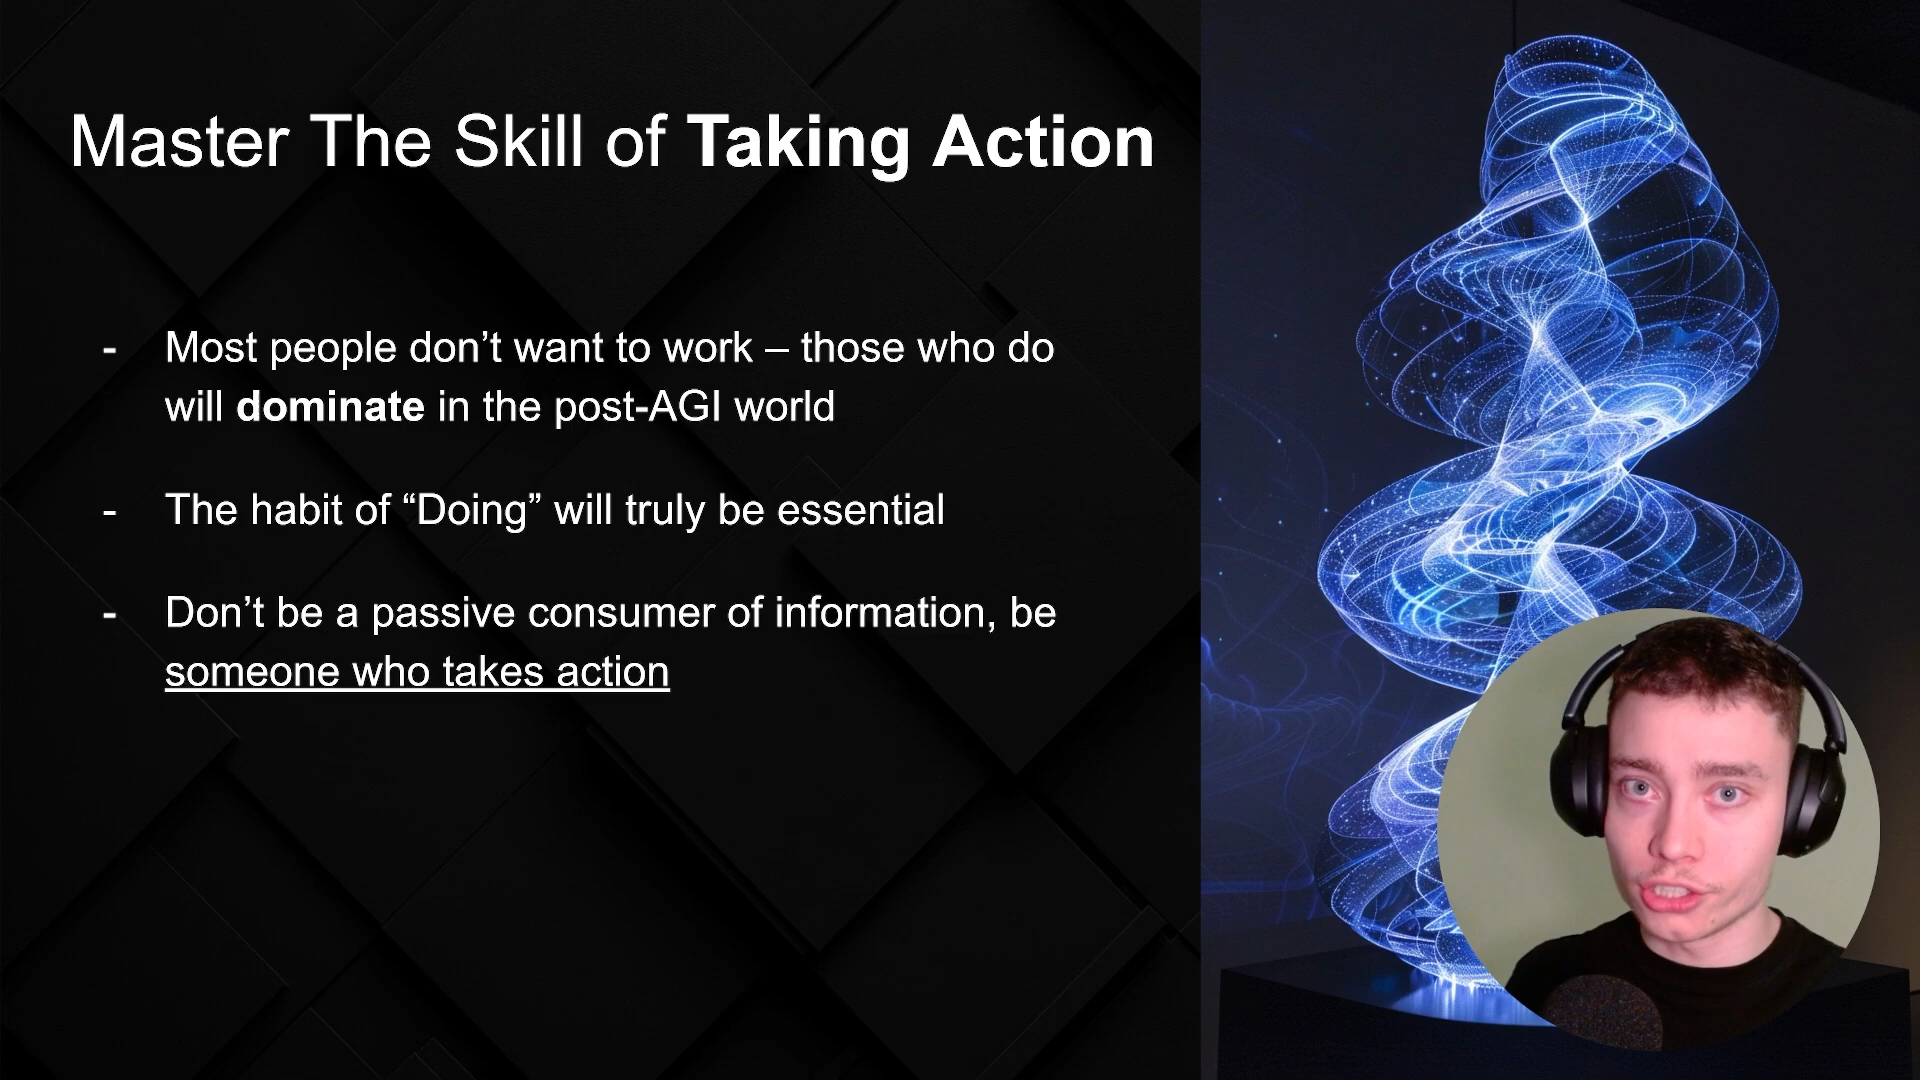 Master The Skill of Taking Action
- Most people don’t want to work – those who do
will dominate in the post-AGI world
- The habit of “Doing” will truly be essential
- Don’t be a passive consumer of information, be
someone who takes action